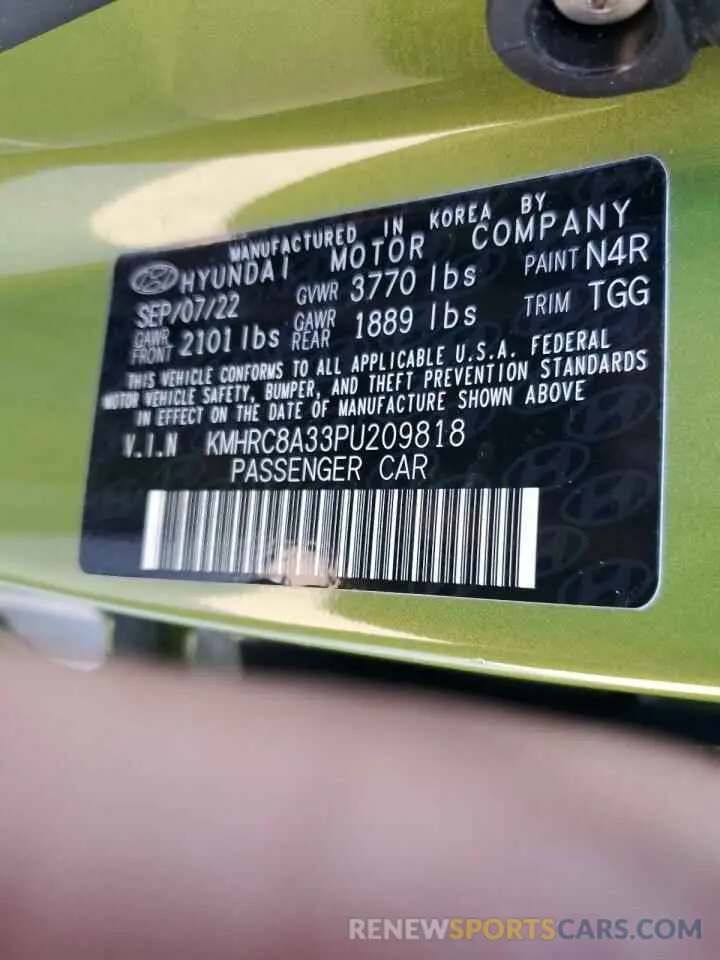 MANUFACTURED IN KOREA BY
HYUNDAI MOTOR COMPANY
SEP/07/22 GVWR 3770 lbs PAINT N4R
GAWR FRONT 2101 lbs GAWR REAR 1889 lbs TRIM TGG
THIS VEHICLE CONFORMS TO ALL APPLICABLE U.S.A. FEDERAL
MOTOR VEHICLE SAFETY, BUMPER, AND THEFT PREVENTION STANDARDS
IN EFFECT ON THE DATE OF MANUFACTURE SHOWN ABOVE
V.I.N KMHRC8A33PU209818
PASSENGER CAR
RENEWSPORTSCARS.COM